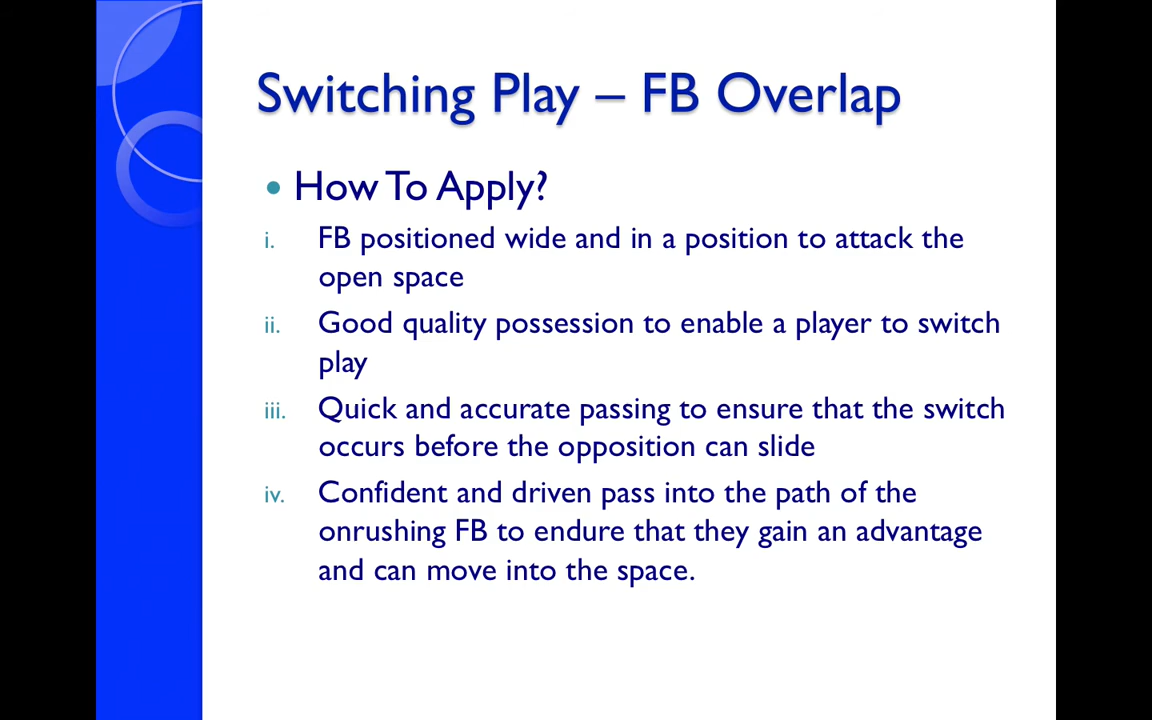 Switching Play – FB Overlap
• How To Apply?
i. FB positioned wide and in a position to attack the
open space
ii. Good quality possession to enable a player to switch
play
iii. Quick and accurate passing to ensure that the switch
occurs before the opposition can slide
iv. Confident and driven pass into the path of the
onrushing FB to endure that they gain an advantage
and can move into the space.